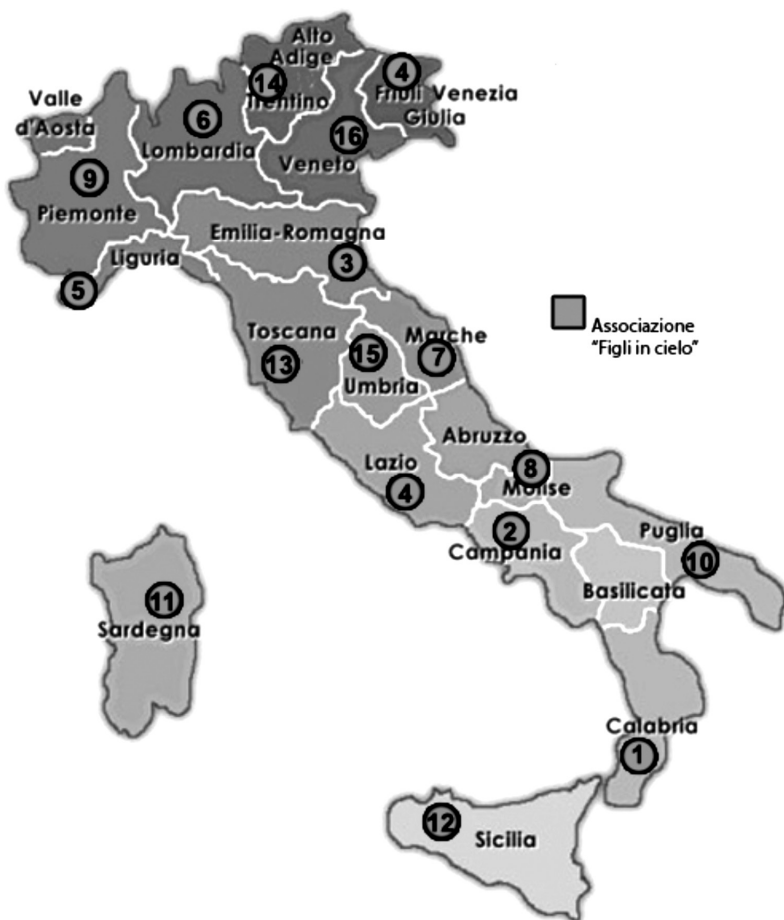 Alto
Adige
14
Trentino
4
Friuli Venezia
Giulia
Valle
d'Aosta
6
Lombardia
16
Veneto
9
Piemonte
Emilia-Romagna
3
Liguria
5
Toscana
13
15
Umbria
Marche
7
Associazione
"Figli in cielo"
Abruzzo
Lazio
4
8
Molise
2
Campania
Puglia
10
Basilicata
11
Sardegna
Calabria
1
12
Sicilia